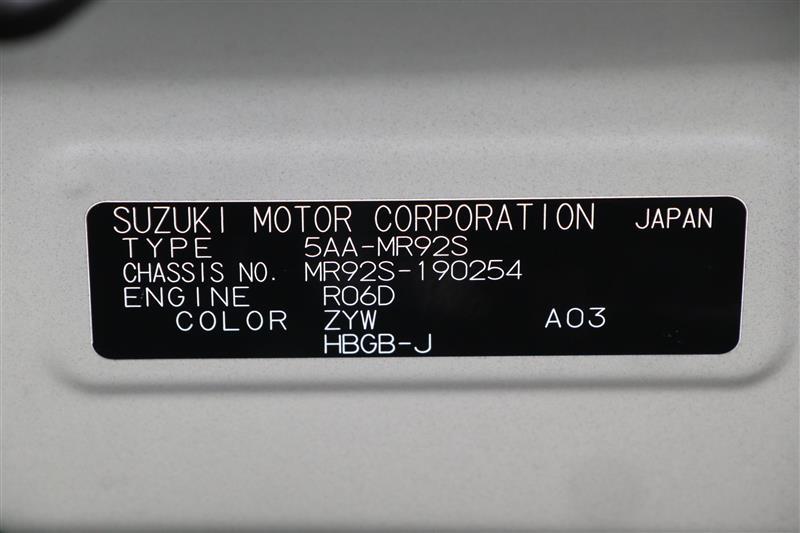 SUZUKI MOTOR CORPORATION JAPAN
TYPE 5AA-MR92S
CHASSIS NO. MR92S-190254
ENGINE R06D
COLOR ZYW A03
HBGB-J